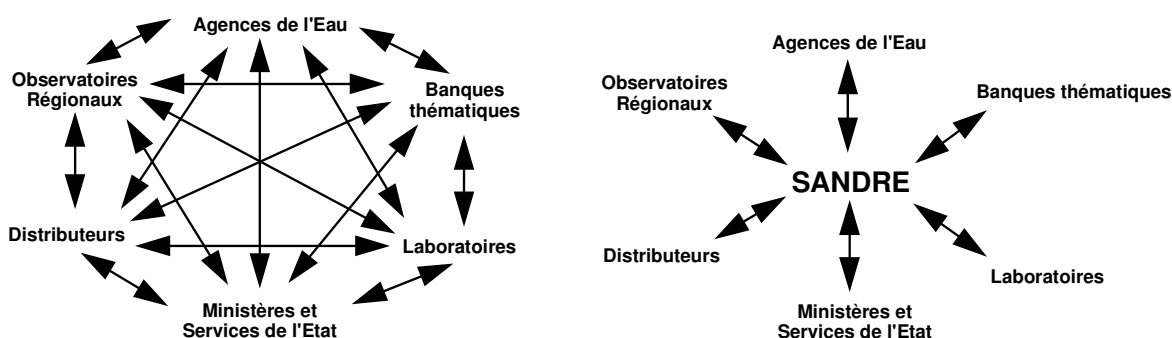 Agences de l'Eau
Observatoires
Régionaux
Banques
thématiques
Distributeurs
Laboratoires
Ministères et
Services de l'Etat
Agences de l'Eau
Observatoires
Régionaux
Banques thématiques
SANDRE
Distributeurs
Laboratoires
Ministères et
Services de l'Etat